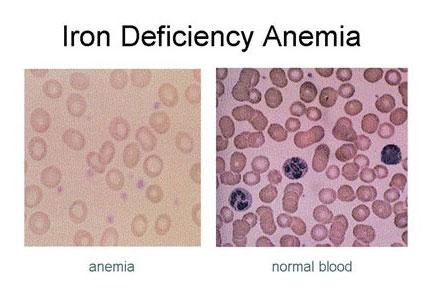 Iron Deficiency Anemia
anemia
normal blood